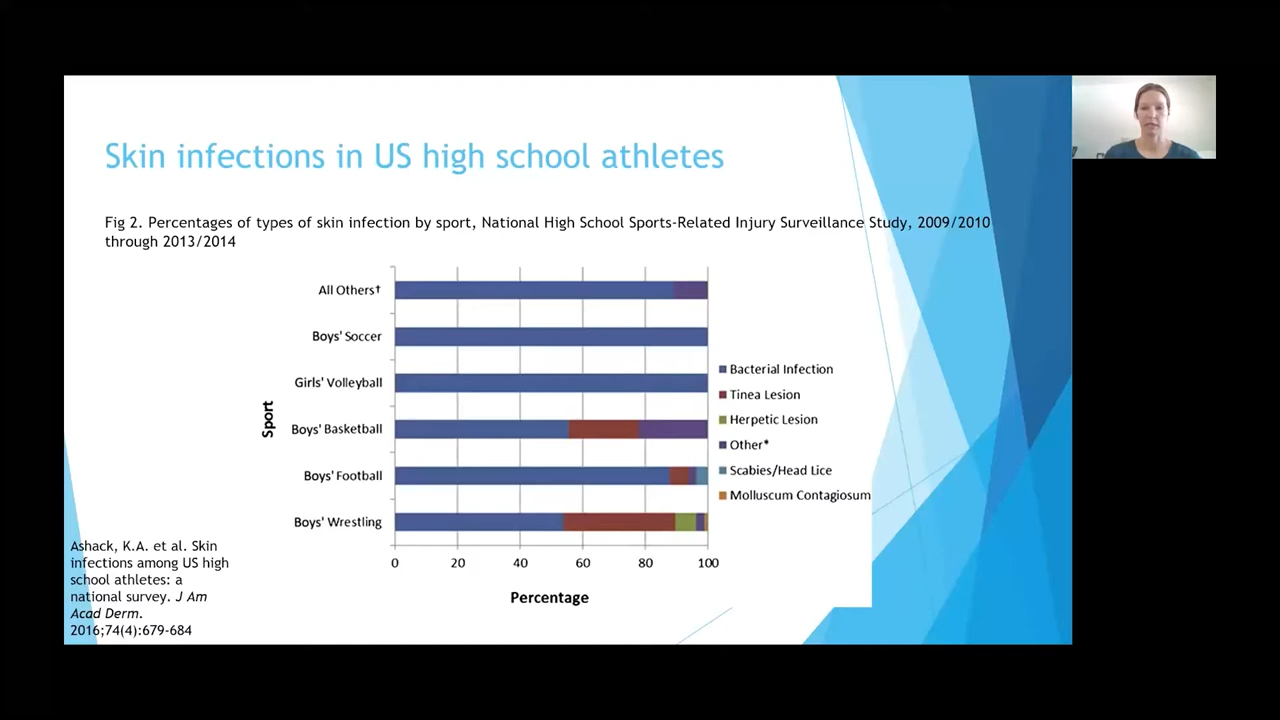 Skin infections in US high school athletes
Fig 2. Percentages of types of skin infection by sport, National High School Sports-Related Injury Surveillance Study, 2009/2010
through 2013/2014
All Others†
Boys' Soccer
Girls' Volleyball
Boys' Basketball
Boys' Football
Boys' Wrestling
Sport
0 20 40 60 80 100
Percentage
Bacterial Infection
Tinea Lesion
Herpetic Lesion
Other*
Scabies/Head Lice
Molluscum Contagiosum
Ashack, K.A. et al. Skin
infections among US high
school athletes: a
national survey. J Am
Acad Derm.
2016;74(4):679-684